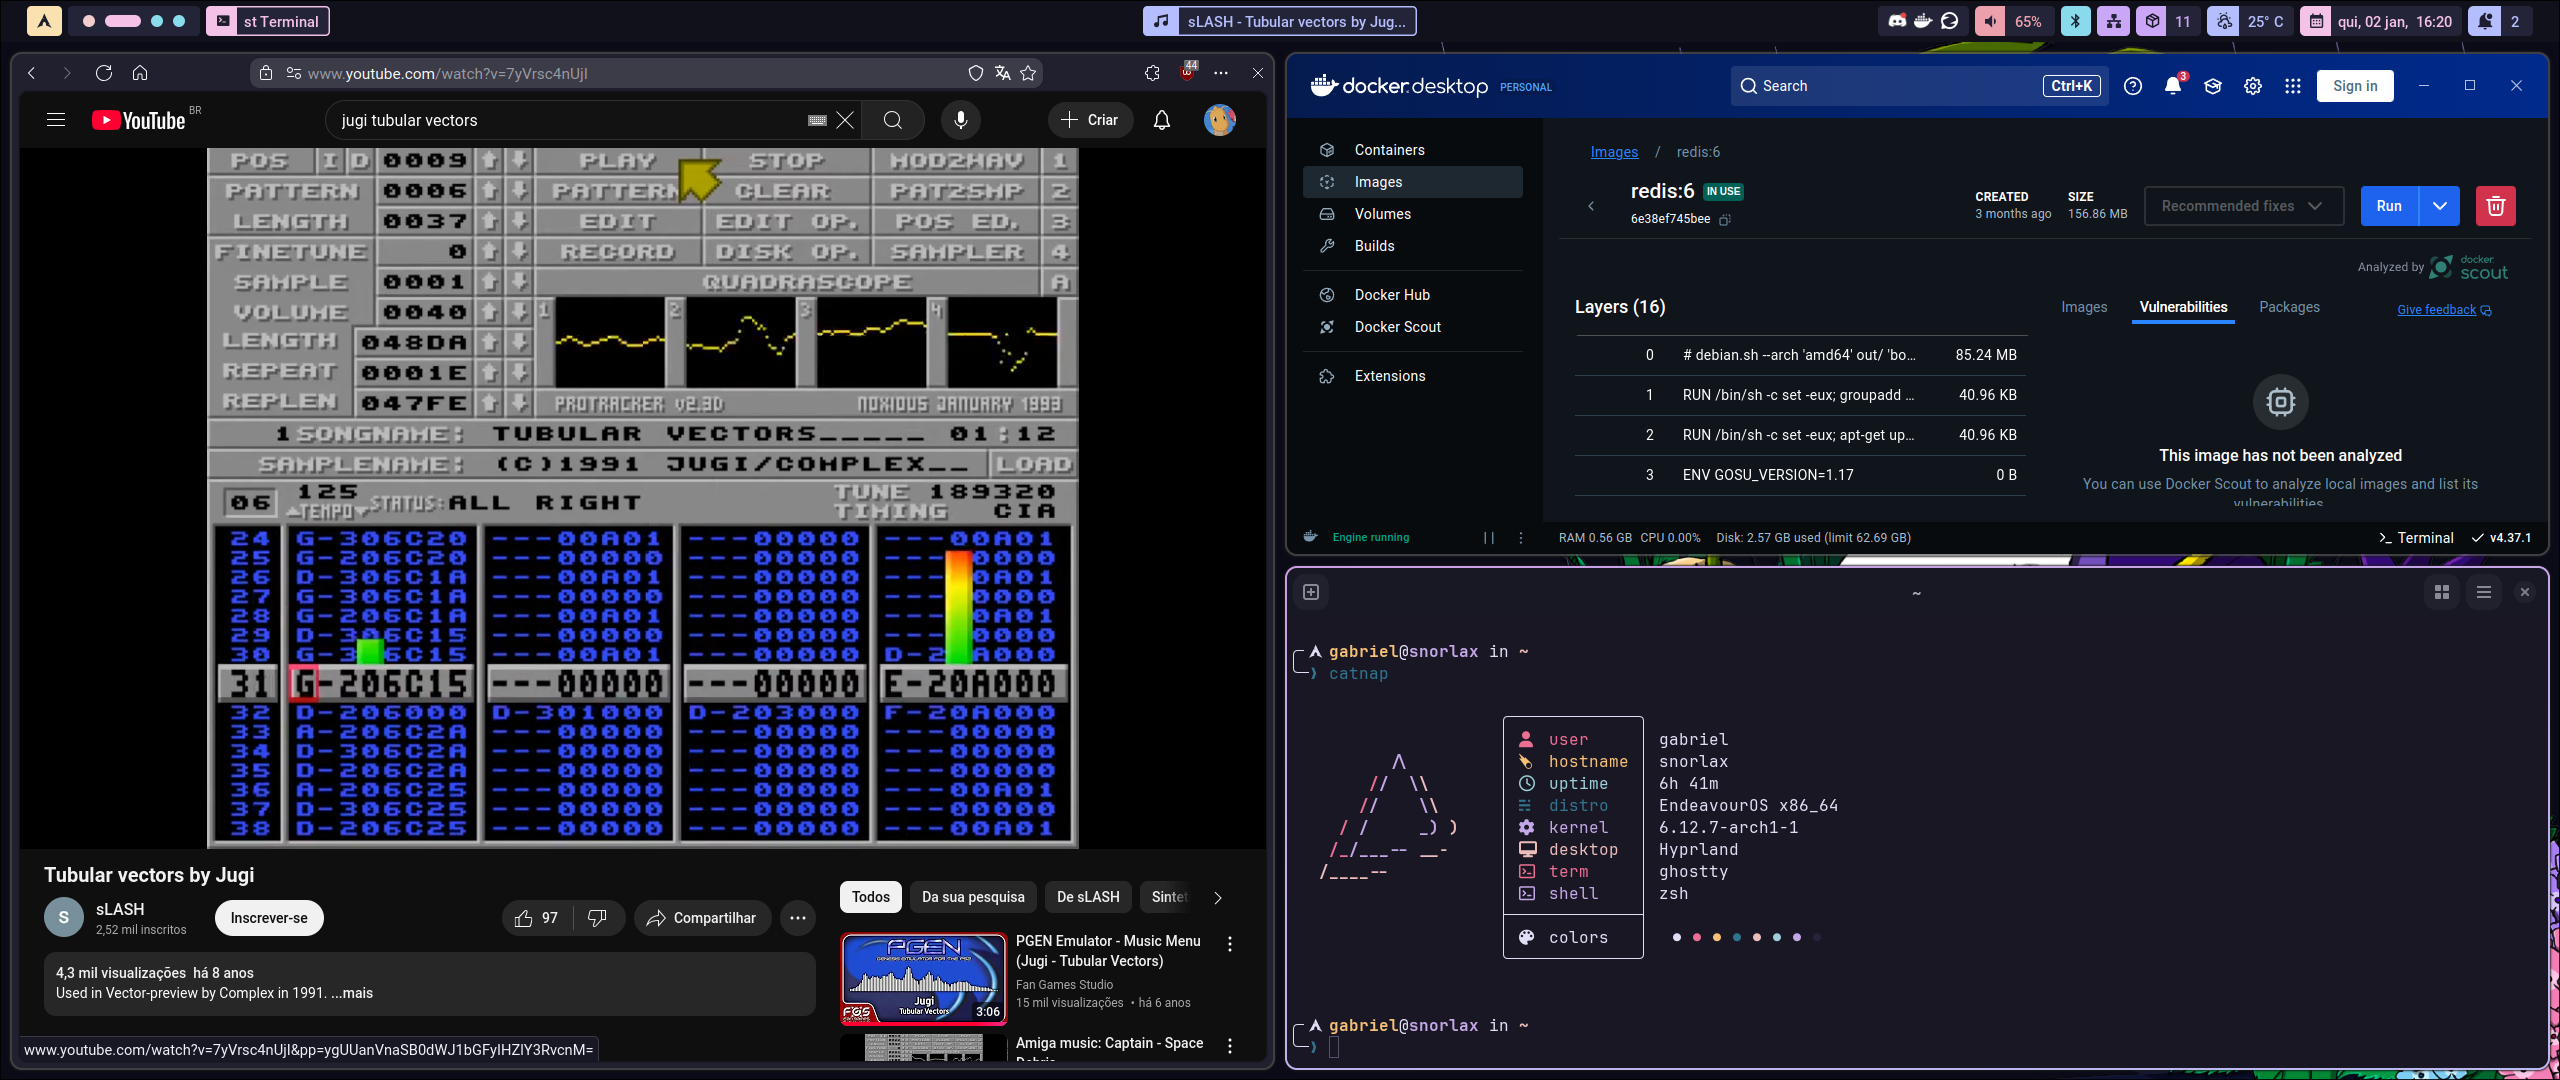 st Terminal
sLASH - Tubular vectors by Jug...
65%
11
25° C
qui, 02 jan, 16:20
2
www.youtube.com/watch?v=7yVrsc4nUjI
44
YouTube BR
jugi tubular vectors
Criar
POS I D 0009 PLAY STOP MOD2WAV 1
PATTERN 0006 PATTERN CLEAR PAT2SMP 2
LENGTH 0037 EDIT EDIT OP. POS ED. 3
FINETUNE 0 RECORD DISK OP. SAMPLER 4
SAMPLE 0001 QUADRASCOPE A
VOLUME 0040 1 2 3 4
LENGTH 048DA
REPEAT 0001E
REPLEN 047FE PROTRACKER v2.3D NOXIOUS JANUARY 1993
1 SONGNAME: TUBULAR VECTORS_____ 01:12
SAMPLENAME: (C)1991 JUGI/COMPLEX__ LOAD
06 125 TEMPO STATUS: ALL RIGHT TUNE 189320
TIMING CIA
24 G-306C20 ---00A01 ---00000 ---00A01
25 G-206C20 ---00000 ---00000 ---00000
26 D-306C1A ---00A01 ---00000 ---00A01
27 G-306C1A ---00000 ---00000 ---00000
28 G-206C1A ---00A01 ---00000 ---00A01
29 D-306C15 ---00000 ---00000 ---00000
30 G-306C15 ---00A01 ---00000 D-20A000
31 G-206C15 ---00000 ---00000 E-20A000
32 D-206000 D-301000 D-203000 F-20A000
33 A-206C2A ---00000 ---00000 ---00000
34 D-306C2A ---00000 ---00000 ---00000
35 D-206C2A ---00000 ---00000 ---00A01
36 A-206C25 ---00000 ---00000 ---00A01
37 D-306C25 ---00000 ---00000 ---00000
38 D-206C25 ---00000 ---00000 ---00A01
Tubular vectors by Jugi
S
sLASH
2,52 mil inscritos
Inscrever-se
97
Compartilhar
4,3 mil visualizações há 8 anos
Used in Vector-preview by Complex in 1991. ...mais
Todos
Da sua pesquisa
De sLASH
Sintet
PGEN
GENESIS EMULATOR FOR THE PS2
Jugi
Tubular Vectors
FGS
3:06
PGEN Emulator - Music Menu
(Jugi - Tubular Vectors)
Fan Games Studio
15 mil visualizações • há 6 anos
Amiga music: Captain - Space
Debris
www.youtube.com/watch?v=7yVrsc4nUjI&pp=ygUUanVnaSB0dWJ1bGFyIHZlY3RvcnM=
docker.desktop PERSONAL
Search
Ctrl+K
3
Sign in
Containers
Images
Volumes
Builds
Docker Hub
Docker Scout
Extensions
Images / redis:6
redis:6 IN USE
6e38ef745bee
CREATED
3 months ago
SIZE
156.86 MB
Recommended fixes
Run
Analyzed by docker scout
Layers (16)
Images
Vulnerabilities
Packages
Give feedback
0 # debian.sh --arch 'amd64' out/ 'bo... 85.24 MB
1 RUN /bin/sh -c set -eux; groupadd ... 40.96 KB
2 RUN /bin/sh -c set -eux; apt-get up... 40.96 KB
3 ENV GOSU_VERSION=1.17 0 B
This image has not been analyzed
You can use Docker Scout to analyze local images and list its
vulnerabilities
Engine running
RAM 0.56 GB CPU 0.00% Disk: 2.57 GB used (limit 62.69 GB)
Terminal
v4.37.1
~
gabriel@snorlax in ~
catnap
user gabriel
hostname snorlax
uptime 6h 41m
distro EndeavourOS x86_64
kernel 6.12.7-arch1-1
desktop Hyprland
term ghostty
shell zsh
colors
gabriel@snorlax in ~